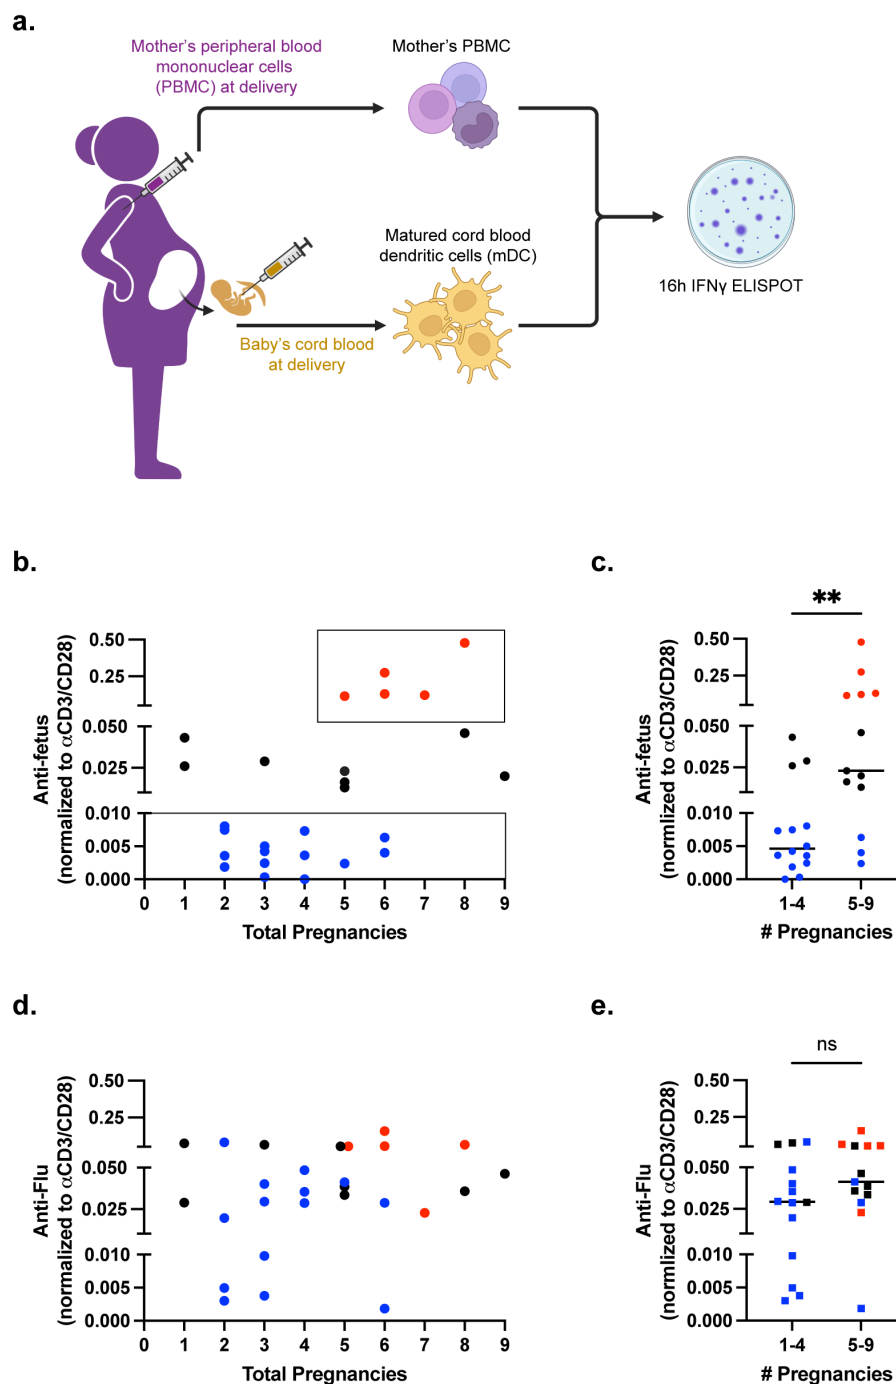 a.
Mother's peripheral blood
mononuclear cells
(PBMC) at delivery
Mother's PBMC
Matured cord blood
dendritic cells (mDC)
Baby's cord blood
at delivery
16h IFNγ ELISPOT
b.
Anti-fetus
(normalized to αCD3/CD28)
0.50
0.25
0.050
0.025
0.010
0.005
0.000
0 1 2 3 4 5 6 7 8 9
Total Pregnancies
c.
**
Anti-fetus
(normalized to αCD3/CD28)
0.50
0.25
0.050
0.025
0.010
0.005
0.000
1-4 5-9
# Pregnancies
d.
Anti-Flu
(normalized to αCD3/CD28)
0.50
0.25
0.050
0.025
0.010
0.005
0.000
0 1 2 3 4 5 6 7 8 9
Total Pregnancies
e.
ns
Anti-Flu
(normlized to αCD3/CD28)
0.50
0.25
0.050
0.025
0.010
0.005
0.000
1-4 5-9
# Pregnancies